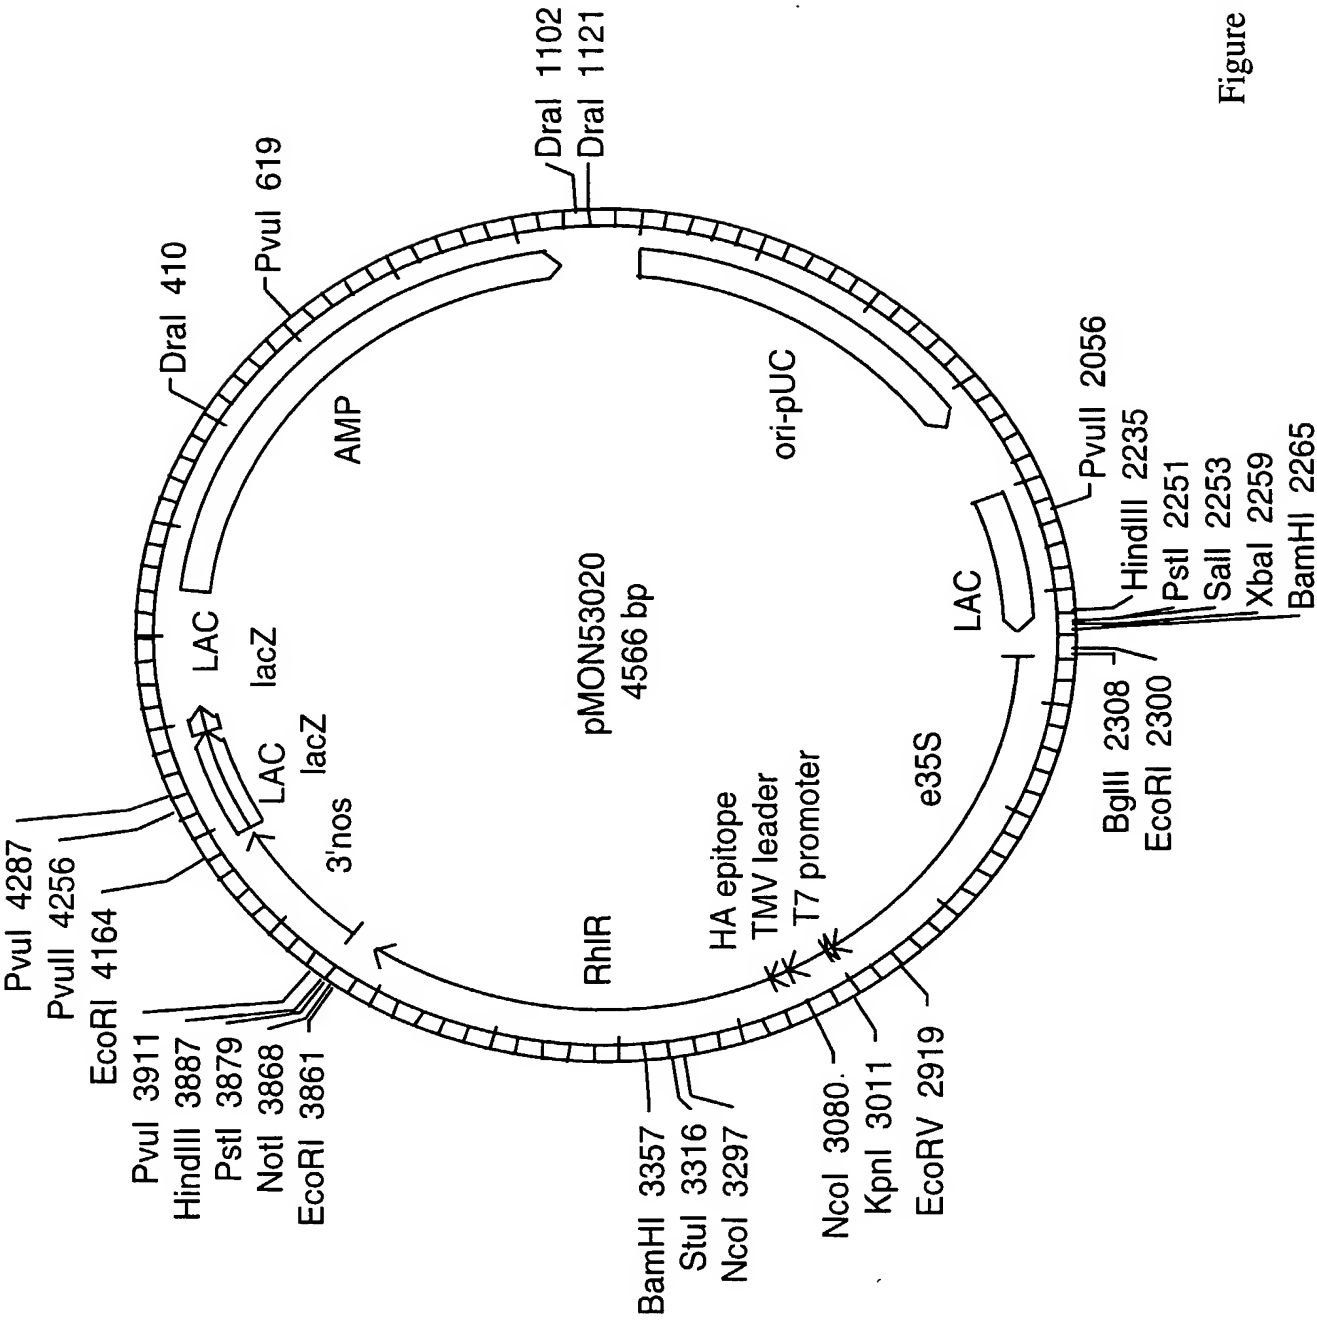 PvuI 4287
PvuII 4256
EcoRI 4164
PvuI 3911
HindIII 3887
PstI 3879
NotI 3868
EcoRI 3861
BamHI 3357
StuI 3316
NcoI 3297
NcoI 3080.
KpnI 3011
EcoRV 2919
BglII 2308
EcoRI 2300
HindIII 2235
PstI 2251
SalI 2253
XbaI 2259
BamHI 2265
PvuII 2056
DraI 1102
DraI 1121
PvuI 619
DraI 410
LAC
lacZ
LAC
lacZ
3'nos
AMP
ori-pUC
LAC
e35S
T7 promoter
TMV leader
HA epitope
RhlR
pMON53020
4566 bp
Figure